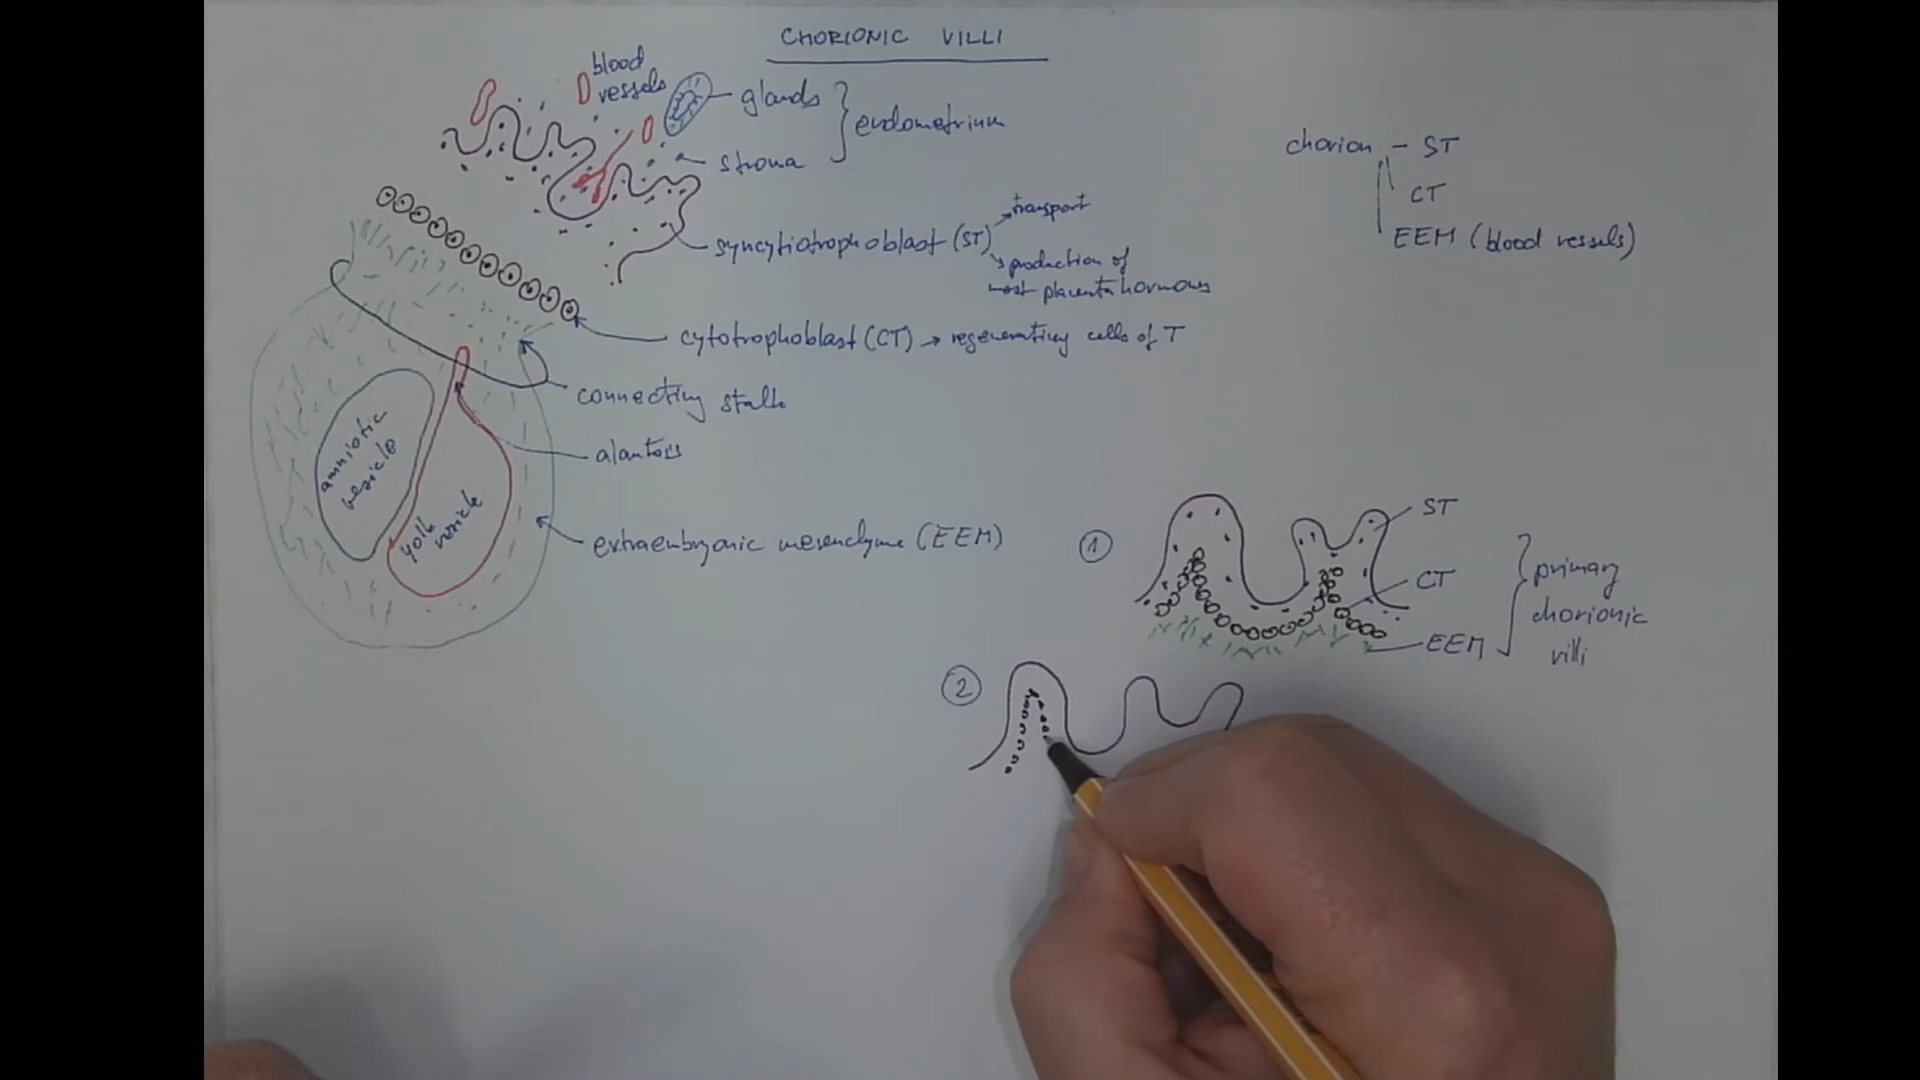 CHORIONIC VILLI
blood
vessels
glands
endometrium
stroma
syncytiotrophoblast (ST)
transport
production of
most placenta hormons
cytotrophoblast (CT) → regenerating cells of T
connecting stalk
alantois
amniotic
vesicle
yolk
vesicle
extraembryonic mesenchyme (EEM)
chorion - ST
CT
EEM (blood vessels)
1
ST
CT
EEM
primary
chorionic
villi
2